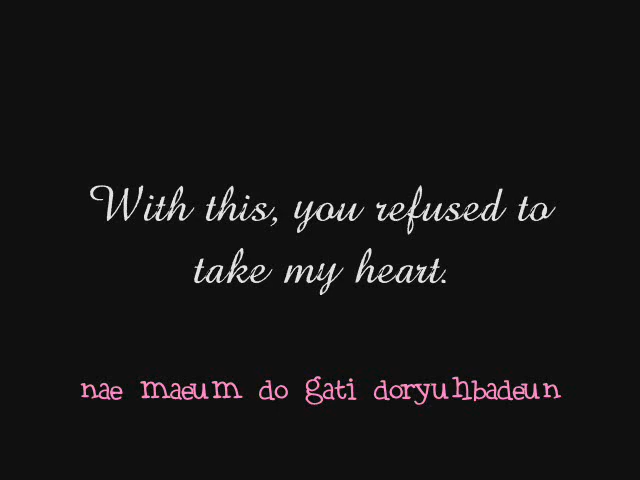 With this, you refused to
take my heart.
nae maeum do gati doryuhbadeun